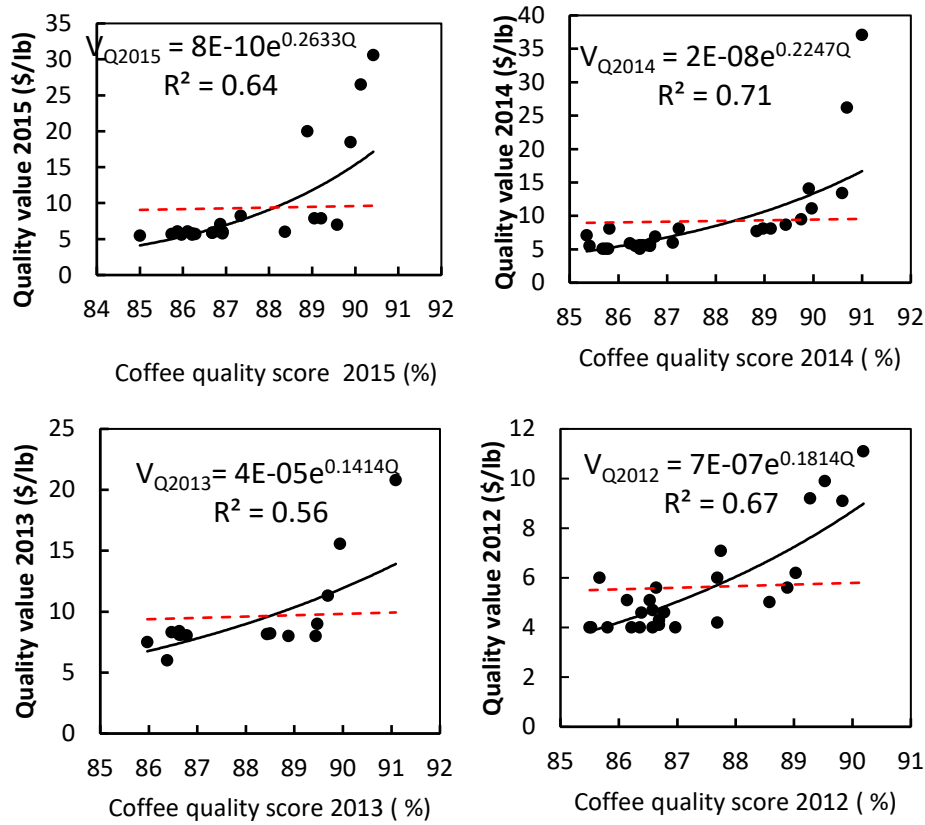 Quality value 2015 ($/lb)
35
30
25
20
15
10
5
0
V_Q2015 = 8E-10e^0.2633Q
R² = 0.64
84 85 86 87 88 89 90 91 92
Coffee quality score 2015 (%)
Quality value 2014 ($/lb)
40
35
30
25
20
15
10
5
0
V_Q2014 = 2E-08e^0.2247Q
R² = 0.71
85 86 87 88 89 90 91 92
Coffee quality score 2014 ( %)
Quality value 2013 ($/lb)
25
20
15
10
5
0
V_Q2013 = 4E-05e^0.1414Q
R² = 0.56
85 86 87 88 89 90 91 92
Coffee quality score 2013 ( %)
Quality value 2012 ($/lb)
12
10
8
6
4
2
0
V_Q2012 = 7E-07e^0.1814Q
R² = 0.67
85 86 87 88 89 90 91
Coffee quality score 2012 ( %)